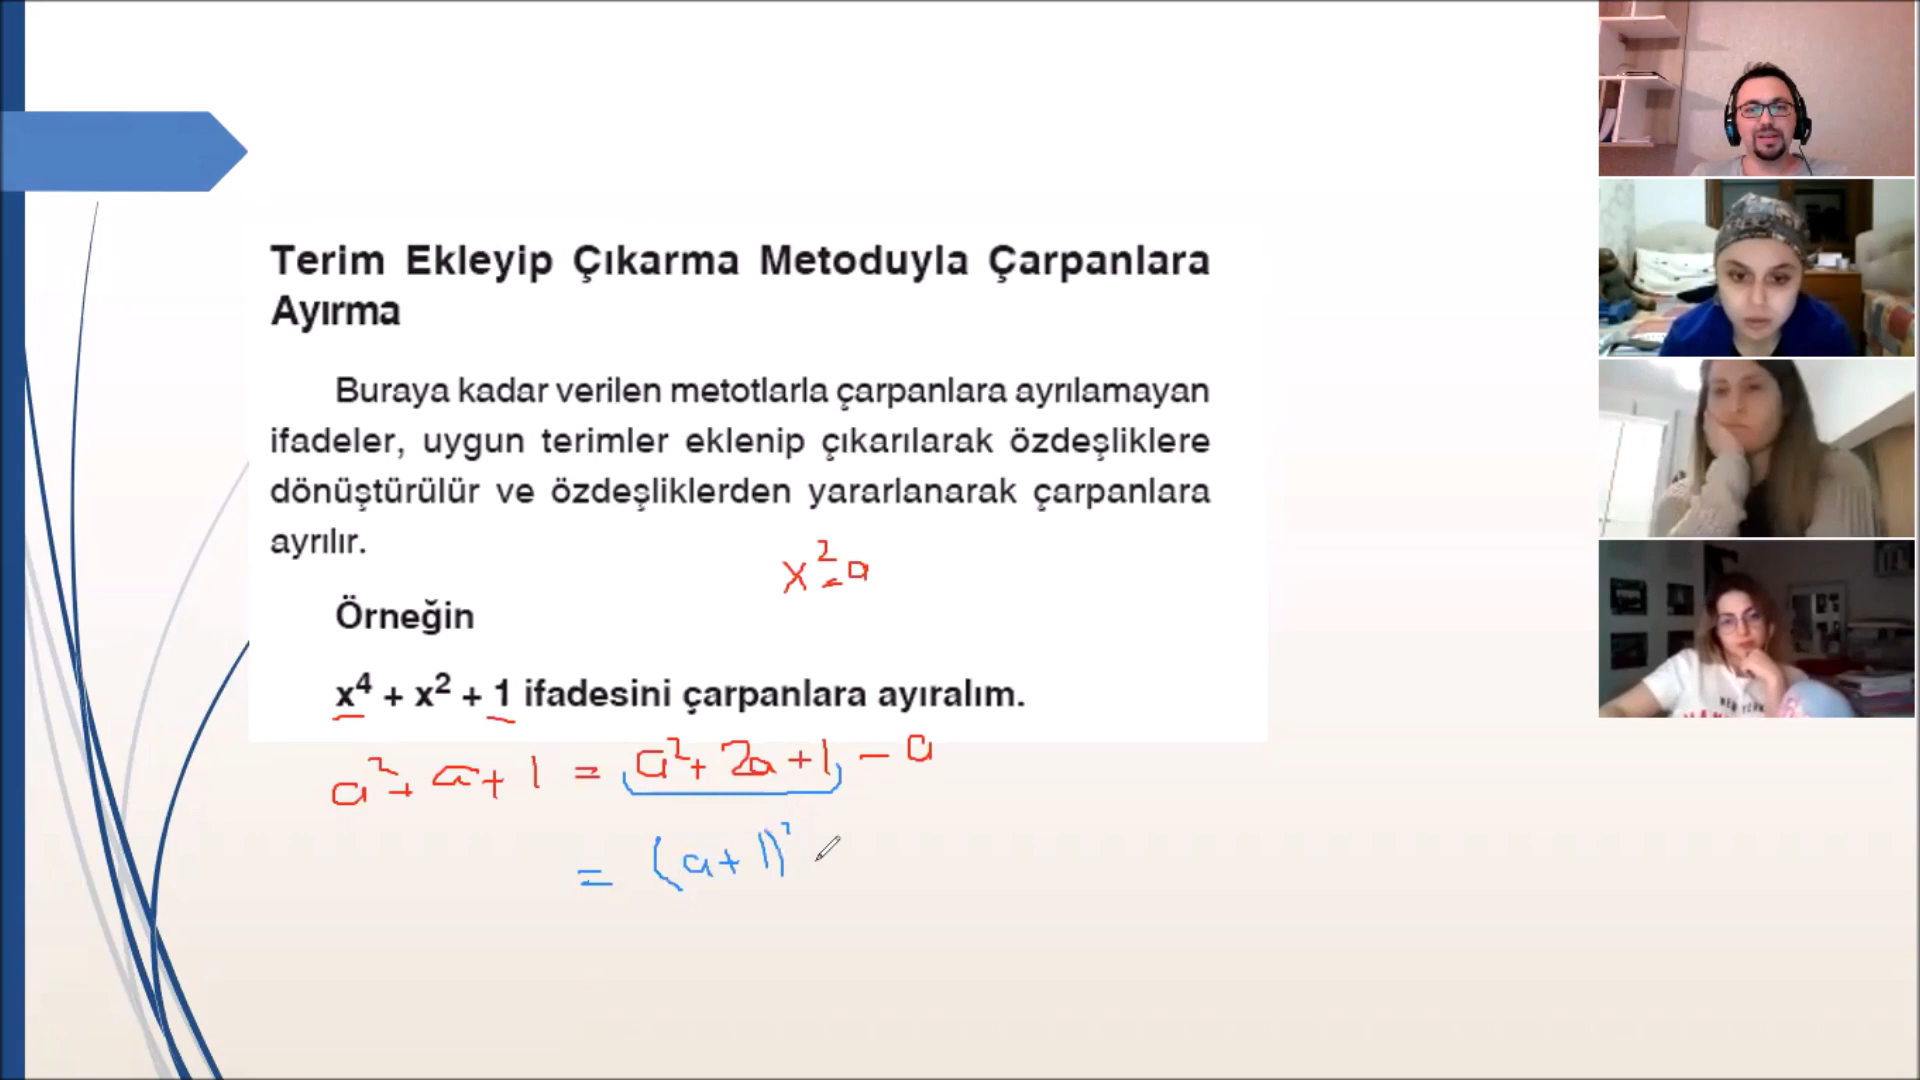 Terim Ekleyip Çıkarma Metoduyla Çarpanlara
Ayırma
Buraya kadar verilen metotlarla çarpanlara ayrılamayan
ifadeler, uygun terimler eklenip çıkarılarak özdeşliklere
dönüştürülür ve özdeşliklerden yararlanarak çarpanlara
ayrılır.
x² = a
Örneğin
x⁴ + x² + 1 ifadesini çarpanlara ayıralım.
a² + a + 1 = a² + 2a + 1 - a
= (a + 1)²